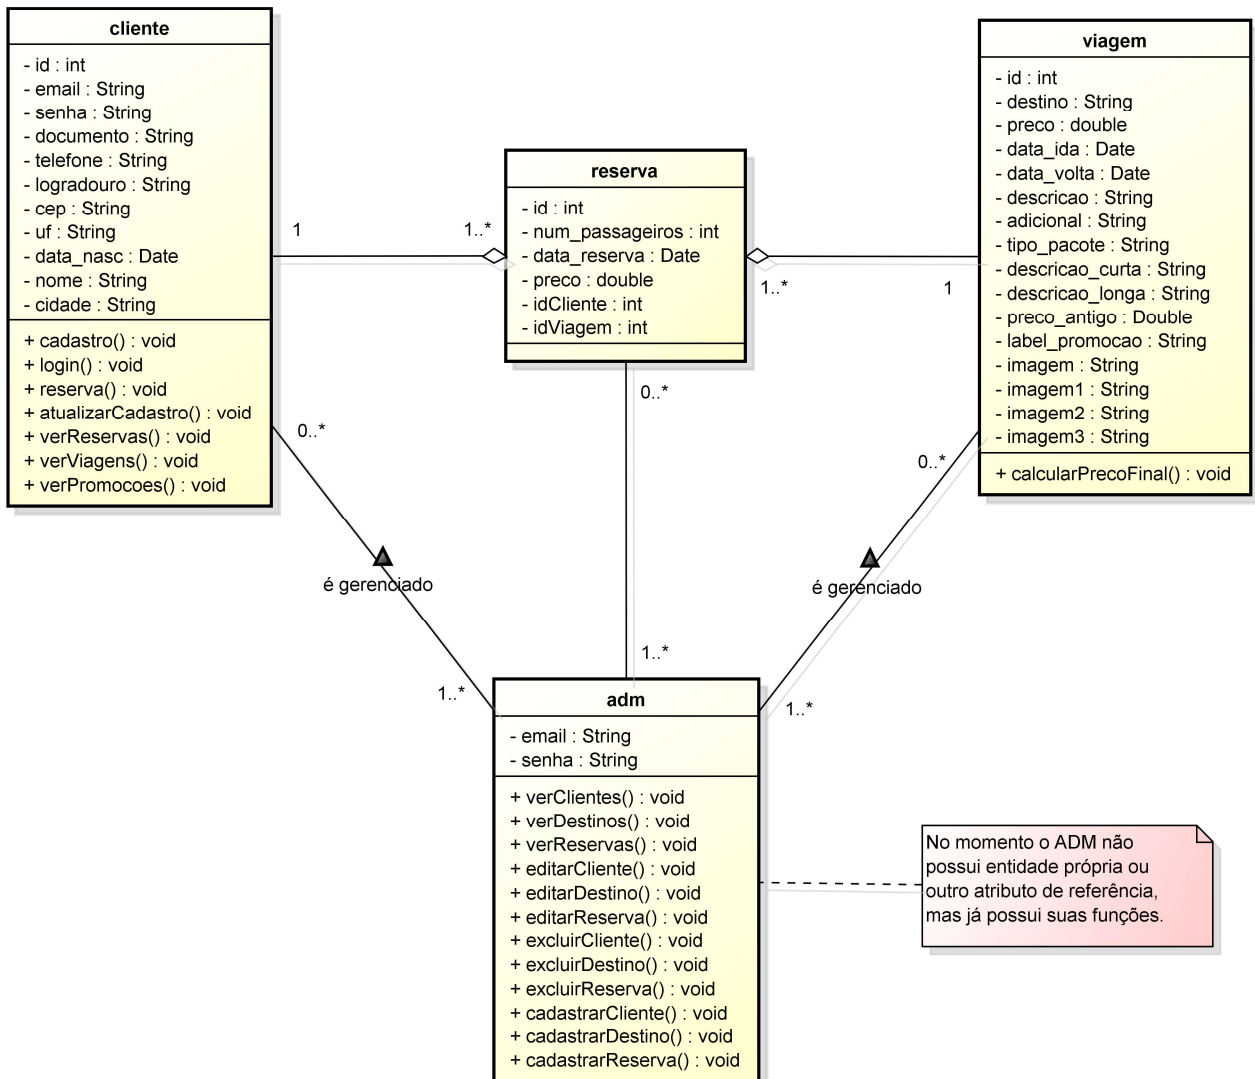 cliente
- id : int
- email : String
- senha : String
- documento : String
- telefone : String
- logradouro : String
- cep : String
- uf : String
- data_nasc : Date
- nome : String
- cidade : String
+ cadastro() : void
+ login() : void
+ reserva() : void
+ atualizarCadastro() : void
+ verReservas() : void
+ verViagens() : void
+ verPromocoes() : void
1
1..*
reserva
- id : int
- num_passageiros : int
- data_reserva : Date
- preco : double
- idCliente : int
- idViagem : int
1..*
1
viagem
- id : int
- destino : String
- preco : double
- data_ida : Date
- data_volta : Date
- descricao : String
- adicional : String
- tipo_pacote : String
- descricao_curta : String
- descricao_longa : String
- preco_antigo : Double
- label_promocao : String
- imagem : String
- imagem1 : String
- imagem2 : String
- imagem3 : String
+ calcularPrecoFinal() : void
0..*
0..*
0..*
é gerenciado
é gerenciado
1..*
1..*
1..*
adm
- email : String
- senha : String
+ verClientes() : void
+ verDestinos() : void
+ verReservas() : void
+ editarCliente() : void
+ editarDestino() : void
+ editarReserva() : void
+ excluirCliente() : void
+ excluirDestino() : void
+ excluirReserva() : void
+ cadastrarCliente() : void
+ cadastrarDestino() : void
+ cadastrarReserva() : void
No momento o ADM não
possui entidade própria ou
outro atributo de referência,
mas já possui suas funções.